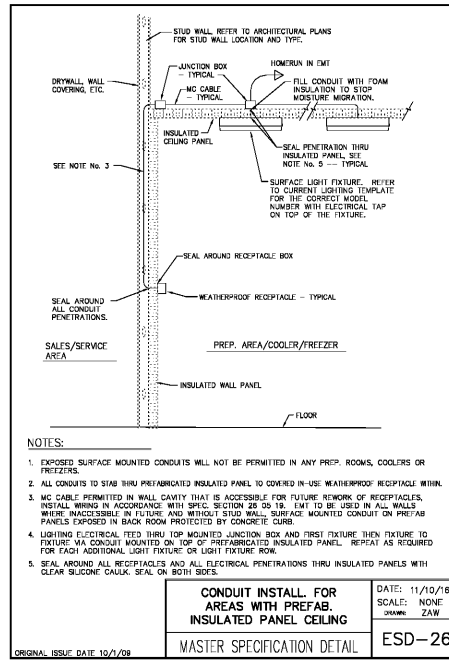 STUD WALL, REFER TO ARCHITECTURAL PLANS
FOR STUD WALL LOCATION AND TYPE.
JUNCTION BOX
- TYPICAL
HOMERUN IN EMT
DRYWALL, WALL
COVERING, ETC.
MC CABLE
- TYPICAL
FILL CONDUIT WITH FOAM
INSULATION TO STOP
MOISTURE MIGRATION.
INSULATED
CEILING PANEL
SEAL PENETRATION THRU
INSULATED PANEL, SEE
NOTE No. 5 -- TYPICAL
SEE NOTE No. 3
SURFACE LIGHT FIXTURE. REFER
TO CURRENT LIGHTING TEMPLATE
FOR THE CORRECT MODEL
NUMBER WITH ELECTRICAL TAP
ON TOP OF THE FIXTURE.
SEAL AROUND RECEPTACLE BOX
SEAL AROUND
ALL CONDUIT
PENETRATIONS.
WEATHERPROOF RECEPTACLE - TYPICAL
SALES/SERVICE
AREA
PREP. AREA/COOLER/FREEZER
INSULATED WALL PANEL
FLOOR
NOTES:
1. EXPOSED SURFACE MOUNTED CONDUITS WILL NOT BE PERMITTED IN ANY PREP. ROOMS, COOLERS OR
FREEZERS.
2. ALL CONDUITS TO STAB THRU PREFABRICATED INSULATED PANEL TO COVERED IN-USE WEATHERPROOF RECEPTACLE WITHIN.
3. MC CABLE PERMITTED IN WALL CAVITY THAT IS ACCESSIBLE FOR FUTURE REWORK OF RECEPTACLES,
INSTALL WIRING IN ACCORDANCE WITH SPEC. SECTION 26 05 19. EMT TO BE USED IN ALL WALLS
WHERE INACCESSIBLE IN FUTURE AND WITHOUT STUD WALL, SURFACE MOUNTED CONDUIT ON PREFAB
PANELS EXPOSED IN BACK ROOM PROTECTED BY CONCRETE CURB.
4. LIGHTING ELECTRICAL FEED THRU TOP MOUNTED JUNCTION BOX AND FIRST FIXTURE THEN FIXTURE TO
FIXTURE VIA CONDUIT MOUNTED ON TOP OF PREFABRICATED INSULATED PANEL. REPEAT AS REQUIRED
FOR EACH ADDITIONAL LIGHT FIXTURE OR LIGHT FIXTURE ROW.
5. SEAL AROUND ALL RECEPTACLES AND ALL ELECTRICAL PENETRATIONS THRU INSULATED PANELS WITH
CLEAR SILICONE CAULK. SEAL ON BOTH SIDES.
CONDUIT INSTALL. FOR
AREAS WITH PREFAB.
INSULATED PANEL CEILING
DATE: 11/10/16
SCALE: NONE
DRAWN: ZAW
MASTER SPECIFICATION DETAIL
ESD-26
ORIGINAL ISSUE DATE 10/1/09